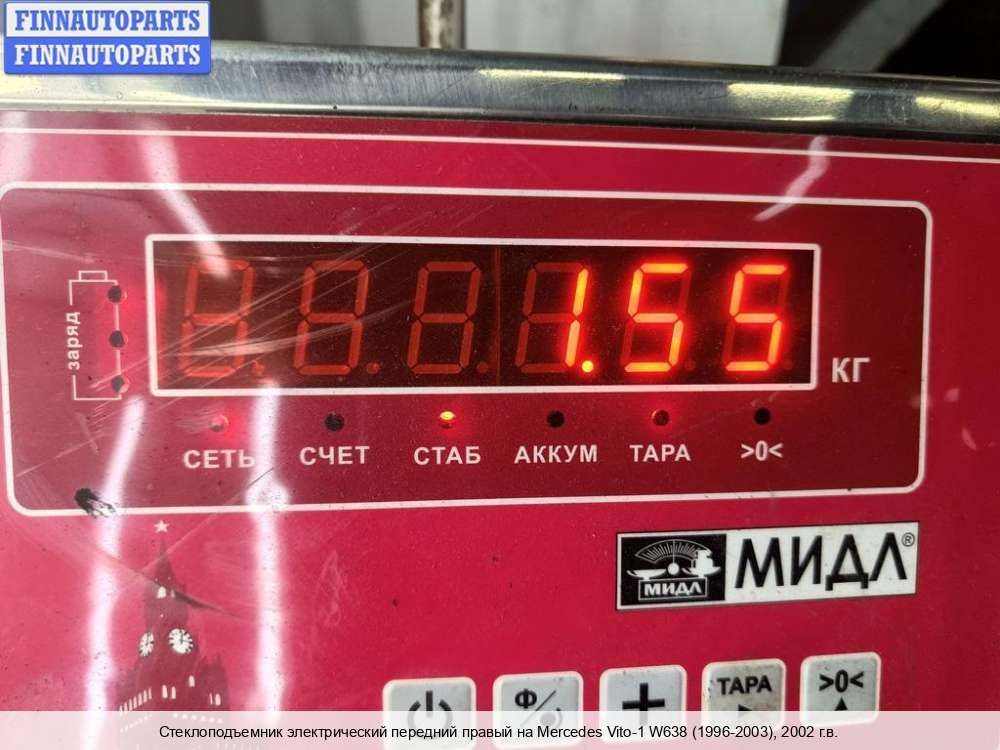 FINNAUTOPARTS
FINNAUTOPARTS
заряд
1.55
КГ
СЕТЬ СЧЕТ СТАБ АККУМ ТАРА >0<
МИДЛ МИДЛ®
Ф/
+ ТАРА >0<
Стеклоподъемник электрический передний правый на Mercedes Vito-1 W638 (1996-2003), 2002 г.в.